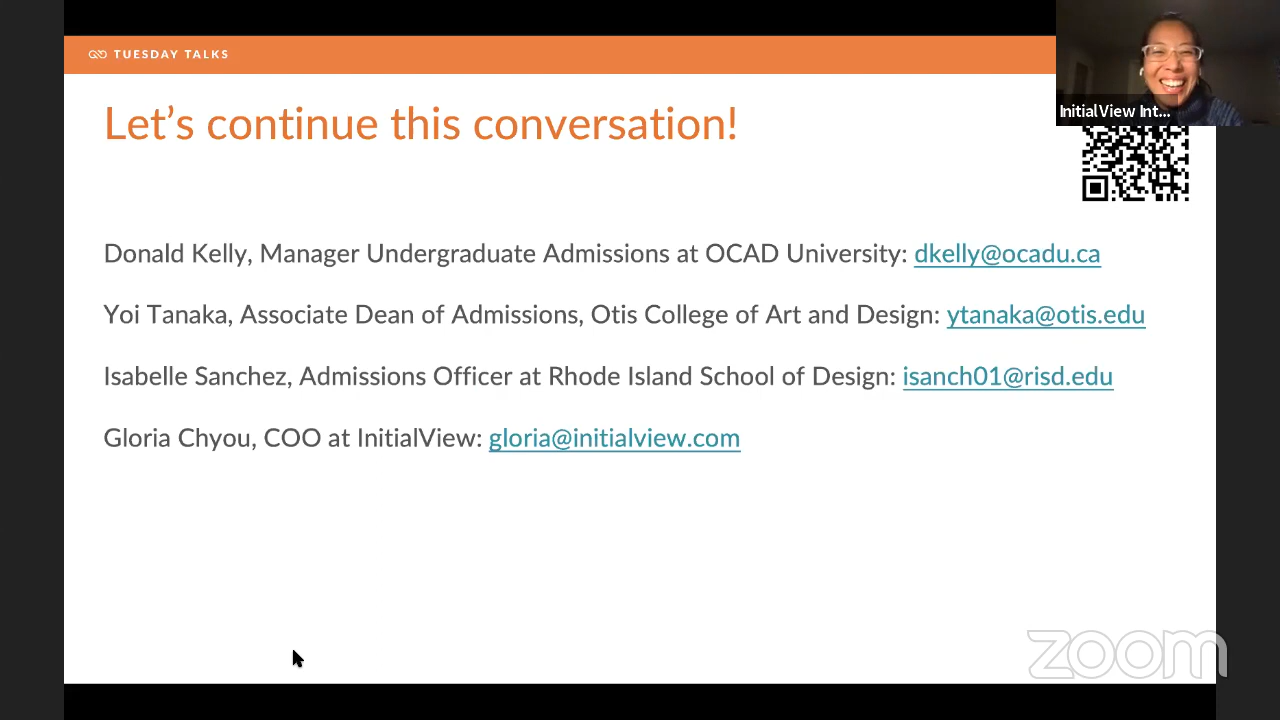 TUESDAY TALKS
InitialView Int...
Let's continue this conversation!
Donald Kelly, Manager Undergraduate Admissions at OCAD University: dkelly@ocadu.ca
Yoi Tanaka, Associate Dean of Admissions, Otis College of Art and Design: ytanaka@otis.edu
Isabelle Sanchez, Admissions Officer at Rhode Island School of Design: isanch01@risd.edu
Gloria Chyou, COO at InitialView: gloria@initialview.com
zoom